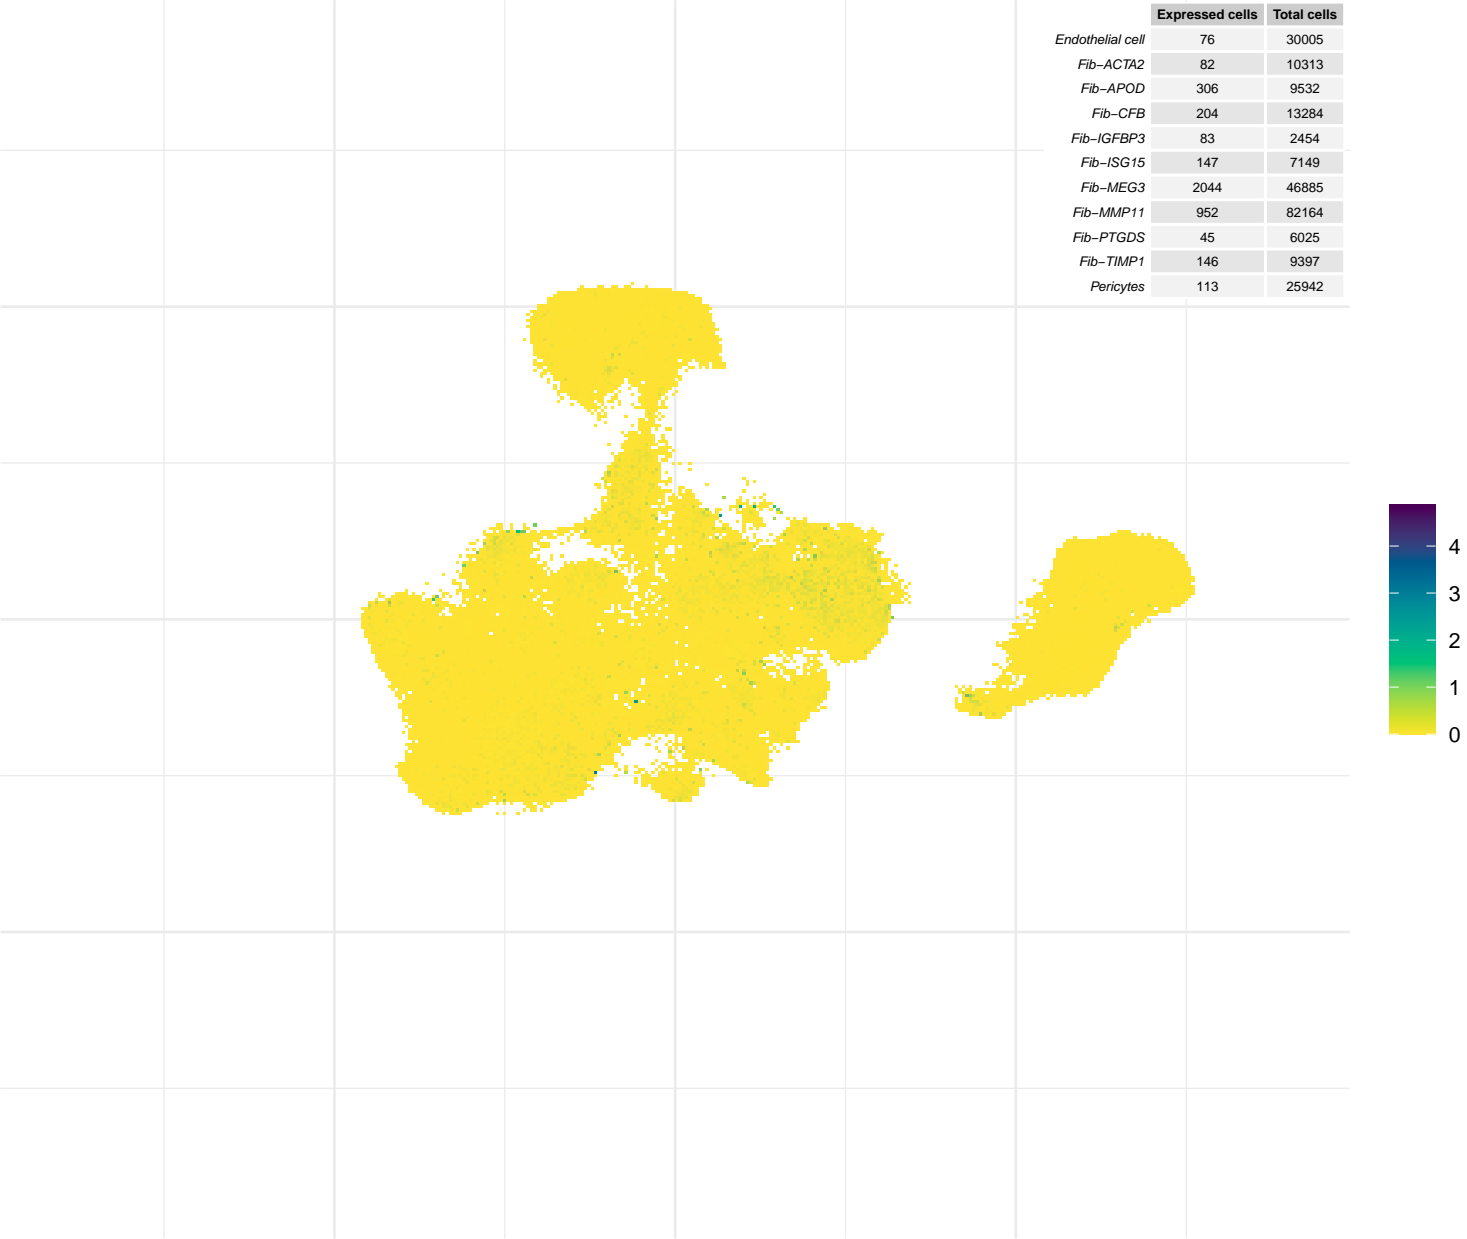 Expressed cells Total cells
Endothelial cell 76 30005
Fib−ACTA2 82 10313
Fib−APOD 306 9532
Fib−CFB 204 13284
Fib−IGFBP3 83 2454
Fib−ISG15 147 7149
Fib−MEG3 2044 46885
Fib−MMP11 952 82164
Fib−PTGDS 45 6025
Fib−TIMP1 146 9397
Pericytes 113 25942
4
3
2
1
0